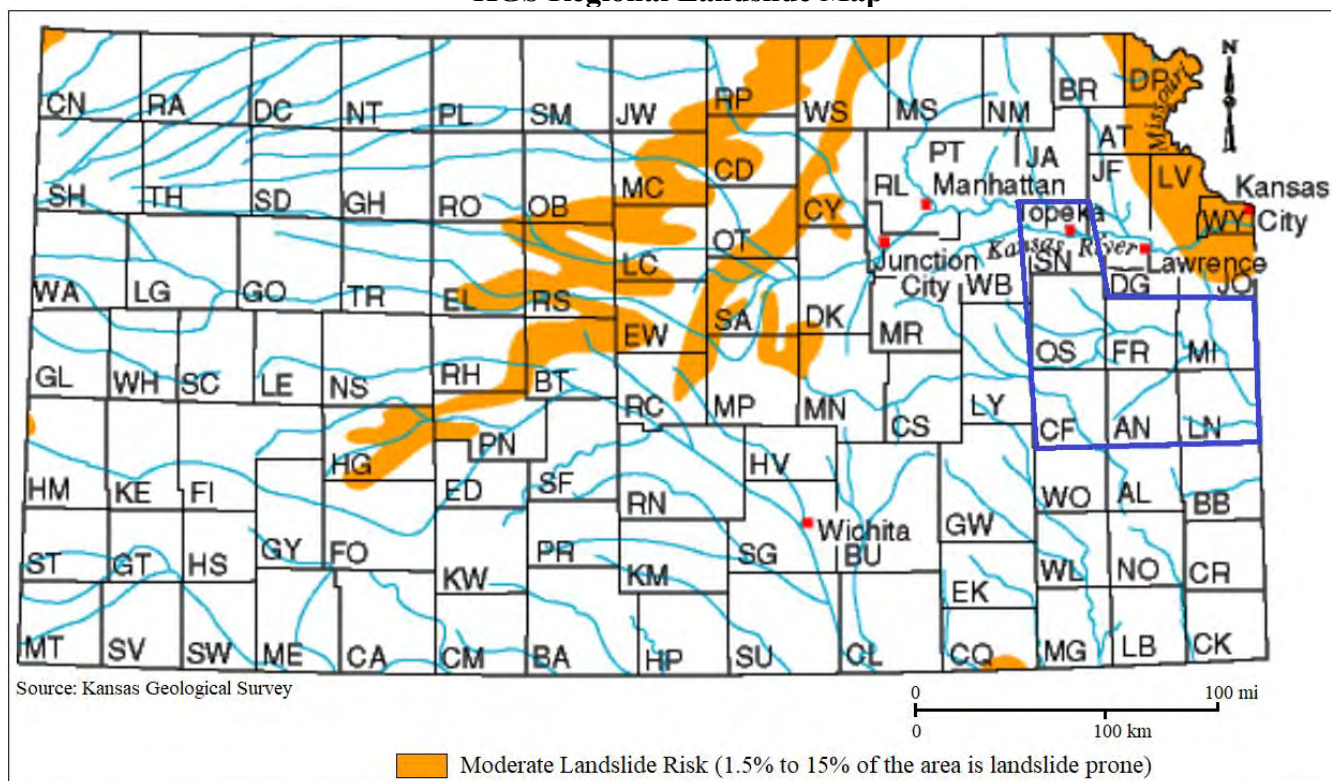 KGS Regional Landslide Map
N
CN RA DC NT PL SM JW RP WS MS NM BR DP
Missouri
AT
SH TH SD GH RO OB MC CD CY RL PT JA JF LV
Manhattan
Kansas City
WY
Topeka
OT
Kansas River
Junction City
SN
Lawrence
WA LG GO TR EL RS LC SA DK WB DG JO
EW MR OS FR MI
GL WH SC LE NS RH BT RC MP MN CS LY CF AN LN
PN
HM KE FI HG ED SF RN HV WO AL BB
Wichita
GW
ST GT HS GY FO PR KM SG BU WL NO CR
KW EK
MT SV SW ME CA CM BA HP SU CL CQ MG LB CK
Source: Kansas Geological Survey
0 100 mi
0 100 km
Moderate Landslide Risk (1.5% to 15% of the area is landslide prone)